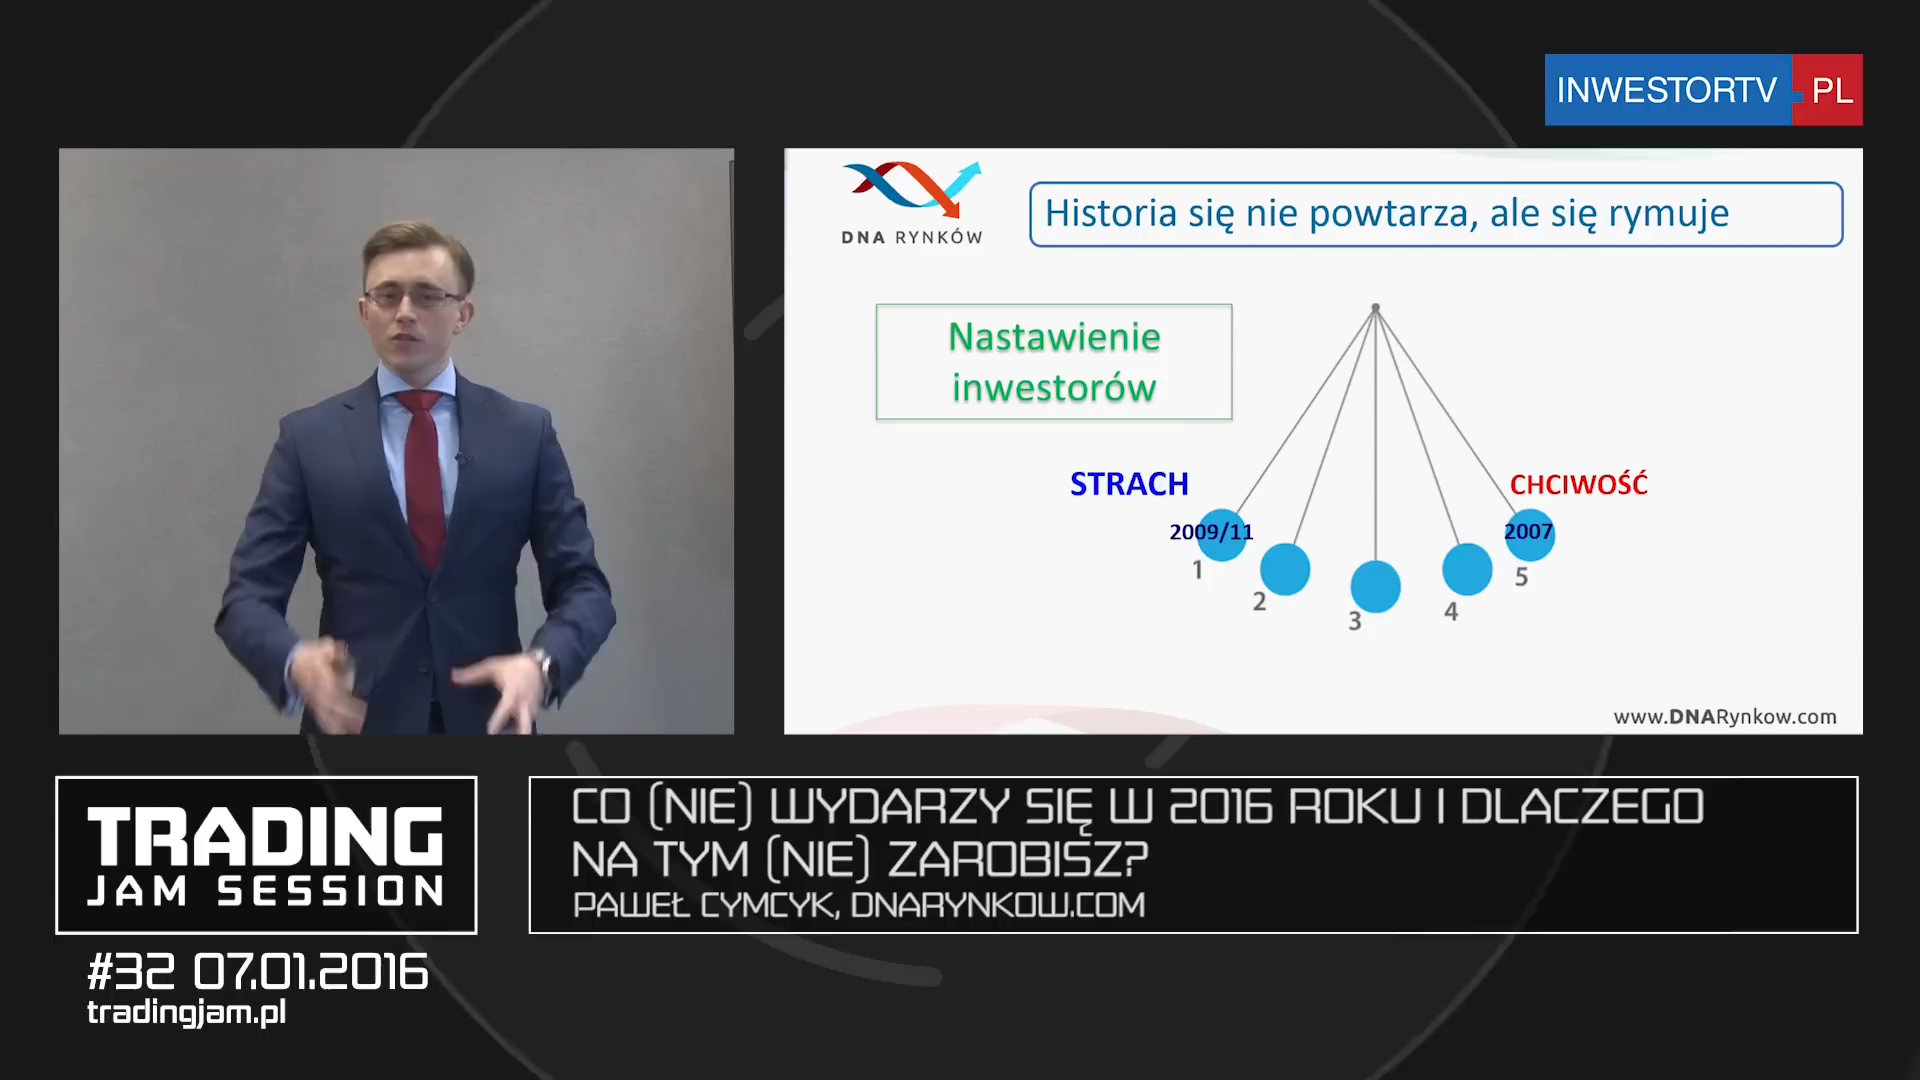 INWESTORTV.PL
DNA RYNKÓW
Historia się nie powtarza, ale się rymuje
Nastawienie
inwestorów
STRACH
CHCIWOŚĆ
2009/11
2007
1
2
3
4
5
www.DNARynkow.com
TRADING
JAM SESSION
#32 07.01.2016
tradingjam.pl
CO (NIE) WYDARZY SIĘ W 2016 ROKU I DLACZEGO
NA TYM (NIE) ZAROBISZ?
PAWEŁ CYMCYK, DNARYNKOW.COM